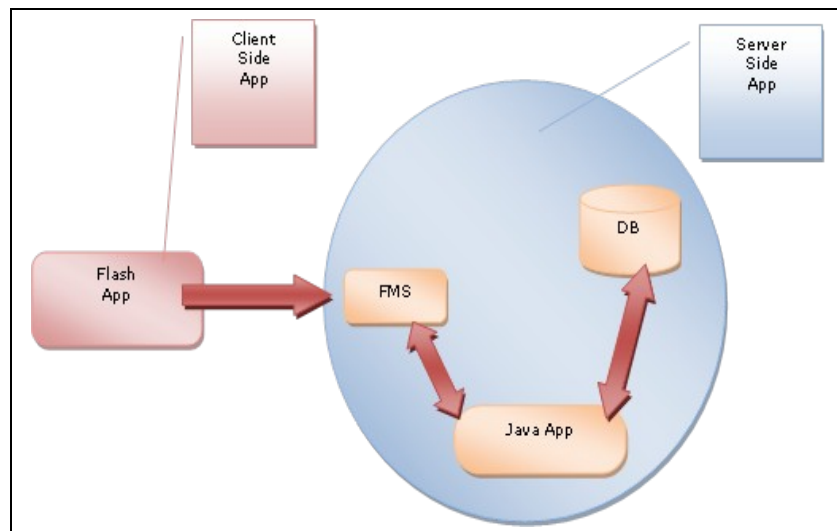 Client
Side
App
Server
Side
App
DB
Flash
App
FMS
Java App